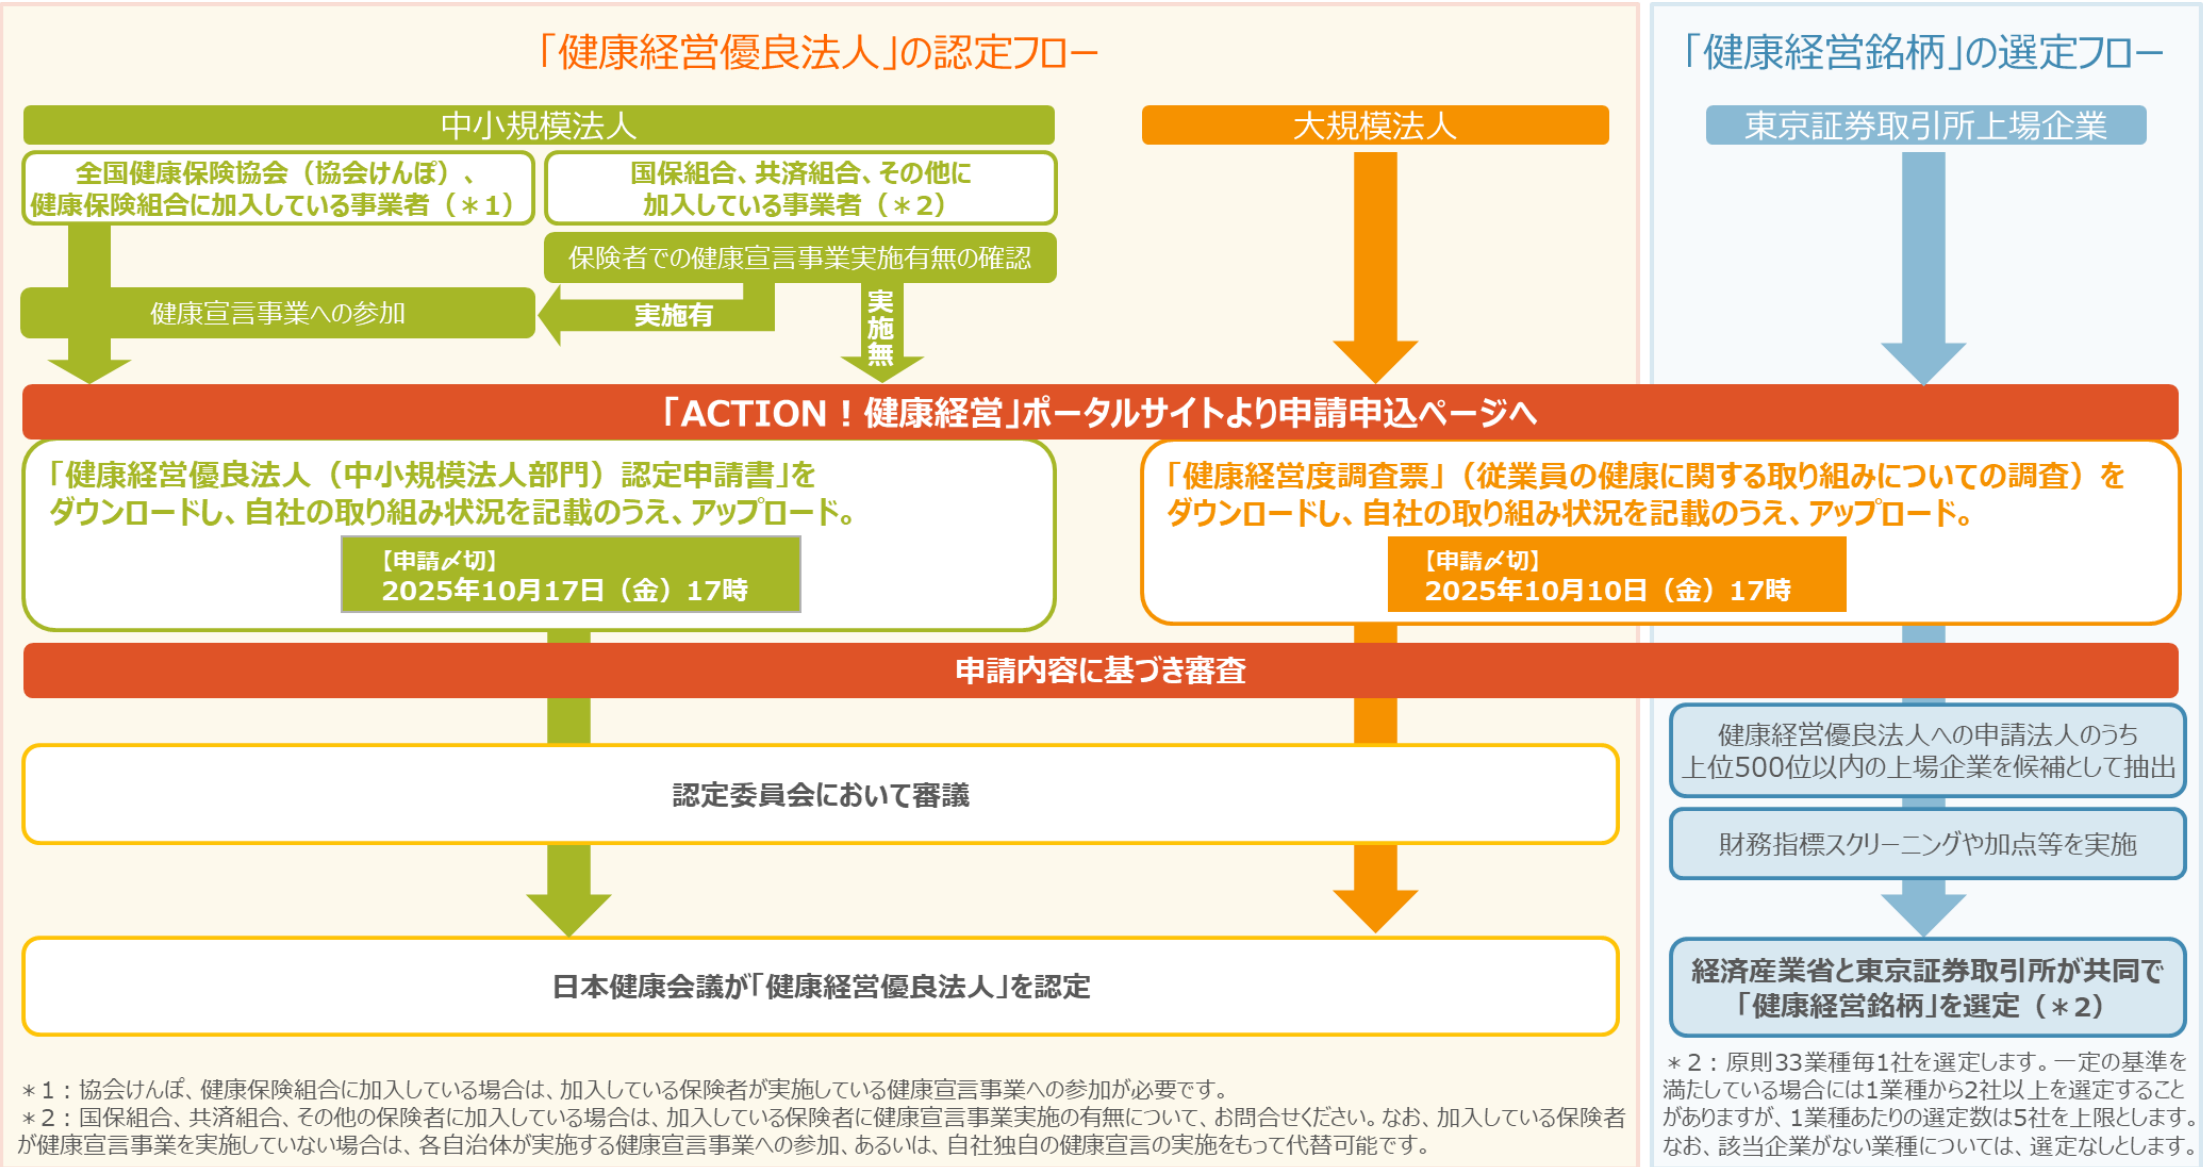 「健康経営優良法人」の認定フロー
中小規模法人
全国健康保険協会（協会けんぽ）、
健康保険組合に加入している事業者（＊1）
国保組合、共済組合、その他に
加入している事業者（＊2）
保険者での健康宣言事業実施有無の確認
健康宣言事業への参加
実施有
実施無
大規模法人
「健康経営銘柄」の選定フロー
東京証券取引所上場企業
「ACTION！健康経営」ポータルサイトより申請申込ページへ
「健康経営優良法人（中小規模法人部門）認定申請書」を
ダウンロードし、自社の取り組み状況を記載のうえ、アップロード。
【申請〆切】
2025年10月17日（金）17時
「健康経営度調査票」（従業員の健康に関する取り組みについての調査）を
ダウンロードし、自社の取り組み状況を記載のうえ、アップロード。
【申請〆切】
2025年10月10日（金）17時
申請内容に基づき審査
認定委員会において審議
日本健康会議が「健康経営優良法人」を認定
健康経営優良法人への申請法人のうち
上位500位以内の上場企業を候補として抽出
財務指標スクリーニングや加点等を実施
経済産業省と東京証券取引所が共同で
「健康経営銘柄」を選定（＊2）
＊1：協会けんぽ、健康保険組合に加入している場合は、加入している保険者が実施している健康宣言事業への参加が必要です。
＊2：国保組合、共済組合、その他の保険者に加入している場合は、加入している保険者に健康宣言事業実施の有無について、お問合せください。なお、加入している保険者
が健康宣言事業を実施していない場合は、各自治体が実施する健康宣言事業への参加、あるいは、自社独自の健康宣言の実施をもって代替可能です。
＊2：原則33業種毎1社を選定します。一定の基準を
満たしている場合には1業種から2社以上を選定すること
がありますが、1業種あたりの選定数は5社を上限とします。
なお、該当企業がない業種については、選定なしとします。